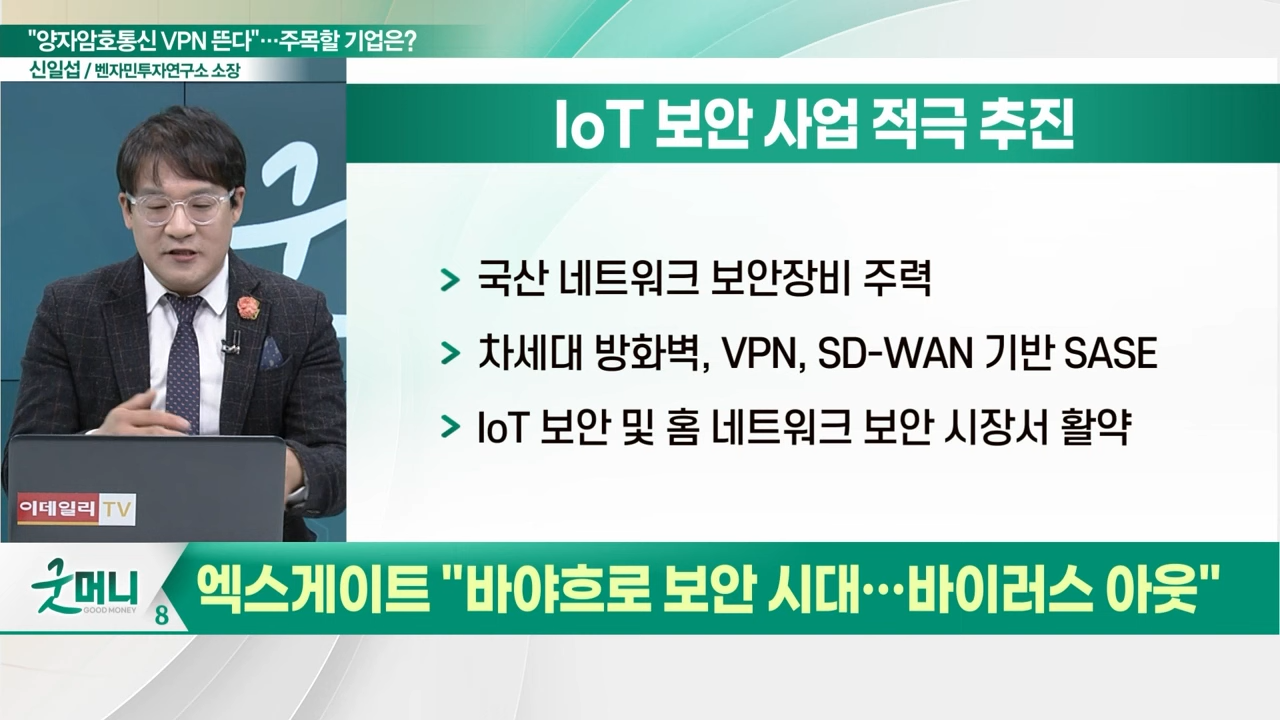 "양자암호통신 VPN 뜬다"…주목할 기업은?
신일섭 / 벤자민투자연구소 소장
IoT 보안 사업 적극 추진
> 국산 네트워크 보안장비 주력
> 차세대 방화벽, VPN, SD-WAN 기반 SASE
> IoT 보안 및 홈 네트워크 보안 시장서 활약
이데일리 TV
굿머니
GOOD MONEY
8
엑스게이트 "바야흐로 보안 시대…바이러스 아웃"